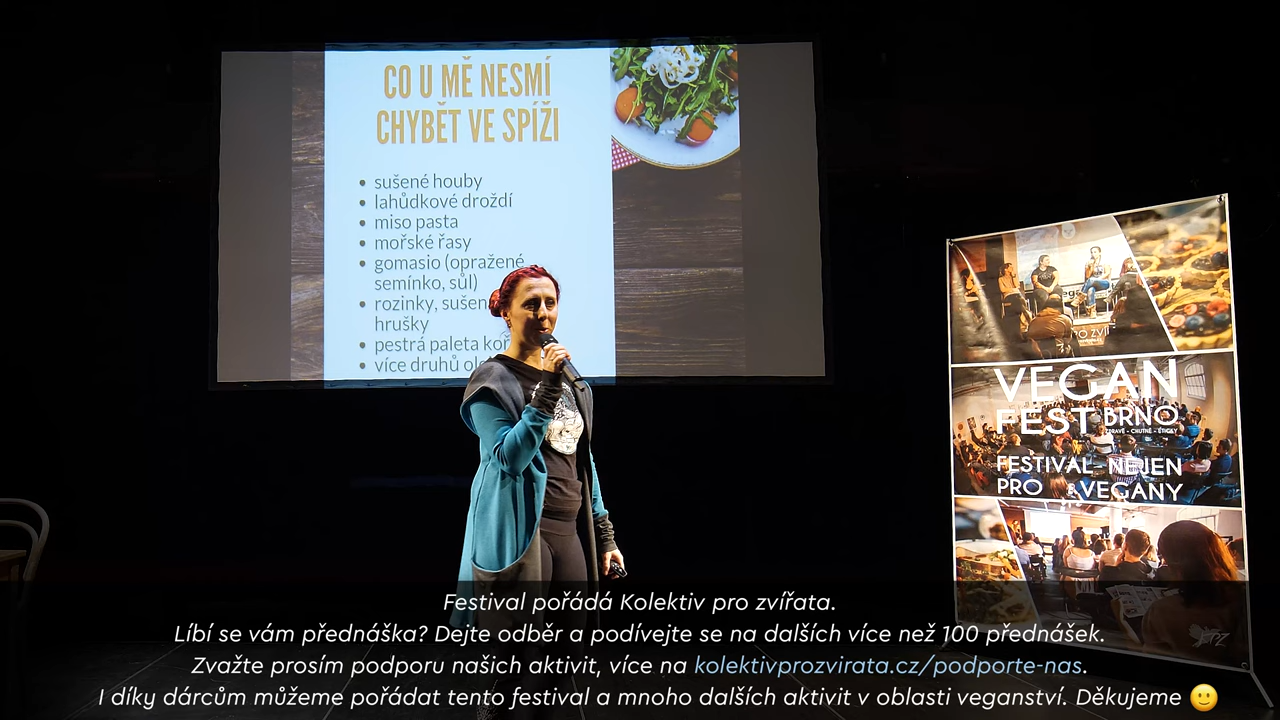 CO U MĚ NESMÍ
CHYBĚT VE SPÍŽI
• sušené houby
• lahůdkové droždí
• miso pasta
• mořské řasy
• gomasio (opražené
semínko, sůl)
• rozinky, sušen
hrušky
• pestrá paleta
• více druhů
VEGAN
FEST BRNO
ZDRAVĚ - CHUTNĚ - ETICKY
FESTIVAL NEJEN
PRO VEGANY
Festival pořádá Kolektiv pro zvířata.
Líbí se vám přednáška? Dejte odběr a podívejte se na dalších více než 100 přednášek.
Zvažte prosím podporu našich aktivit, více na kolektivprozvirata.cz/podporte-nas.
I díky dárcům můžeme pořádat tento festival a mnoho dalších aktivit v oblasti veganství. Děkujeme 🙂